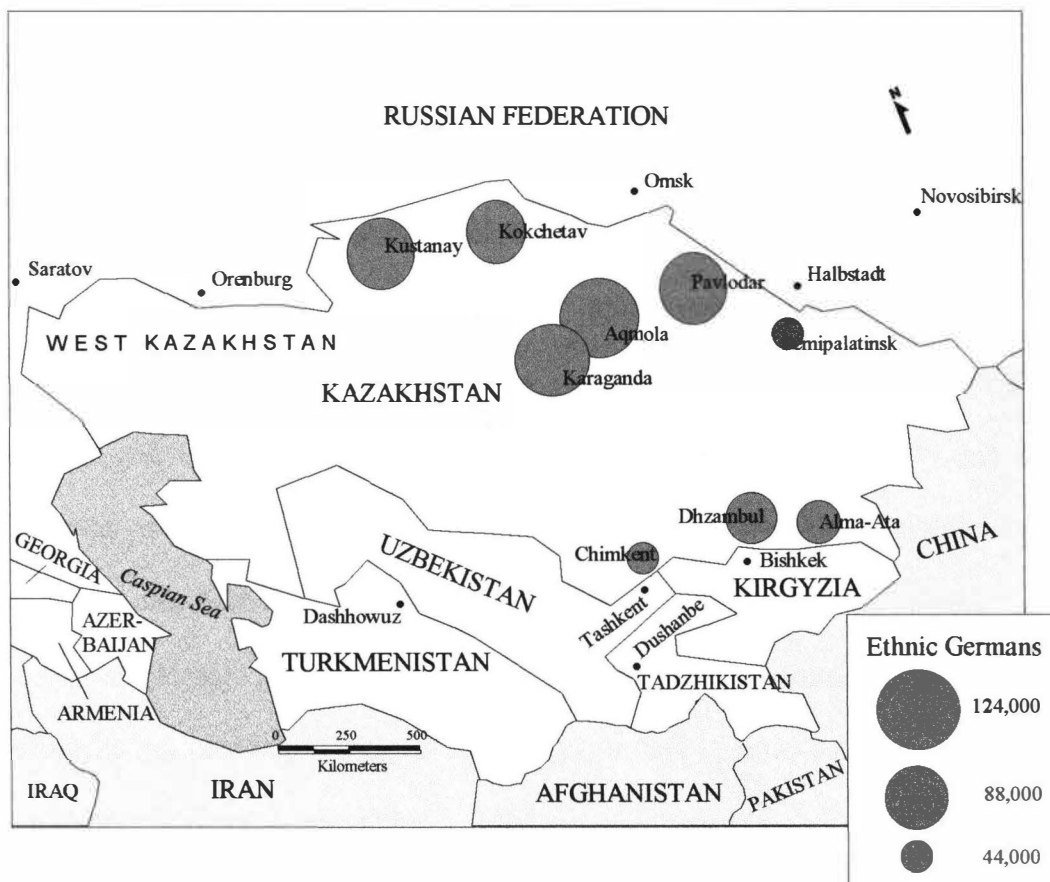 N
RUSSIAN FEDERATION
Omsk
Novosibirsk
Kustanay
Kokchetav
Saratov
Orenburg
Pavlodar
Halbstadt
WEST KAZAKHSTAN
Aqmola
emipalatinsk
Karaganda
KAZAKHSTAN
Dhzambul
Alma-Ata
CHINA
Chimkent
Bishkek
GEORGIA
Caspian Sea
UZBEKISTAN
KIRGYZIA
Dashhowuz
Tashkent
Dushanbe
AZER-
BAIJAN
TURKMENISTAN
TADZHIKISTAN
ARMENIA
0 250 500
Kilometers
IRAQ
IRAN
AFGHANISTAN
PAKISTAN
Ethnic Germans
124,000
88,000
44,000